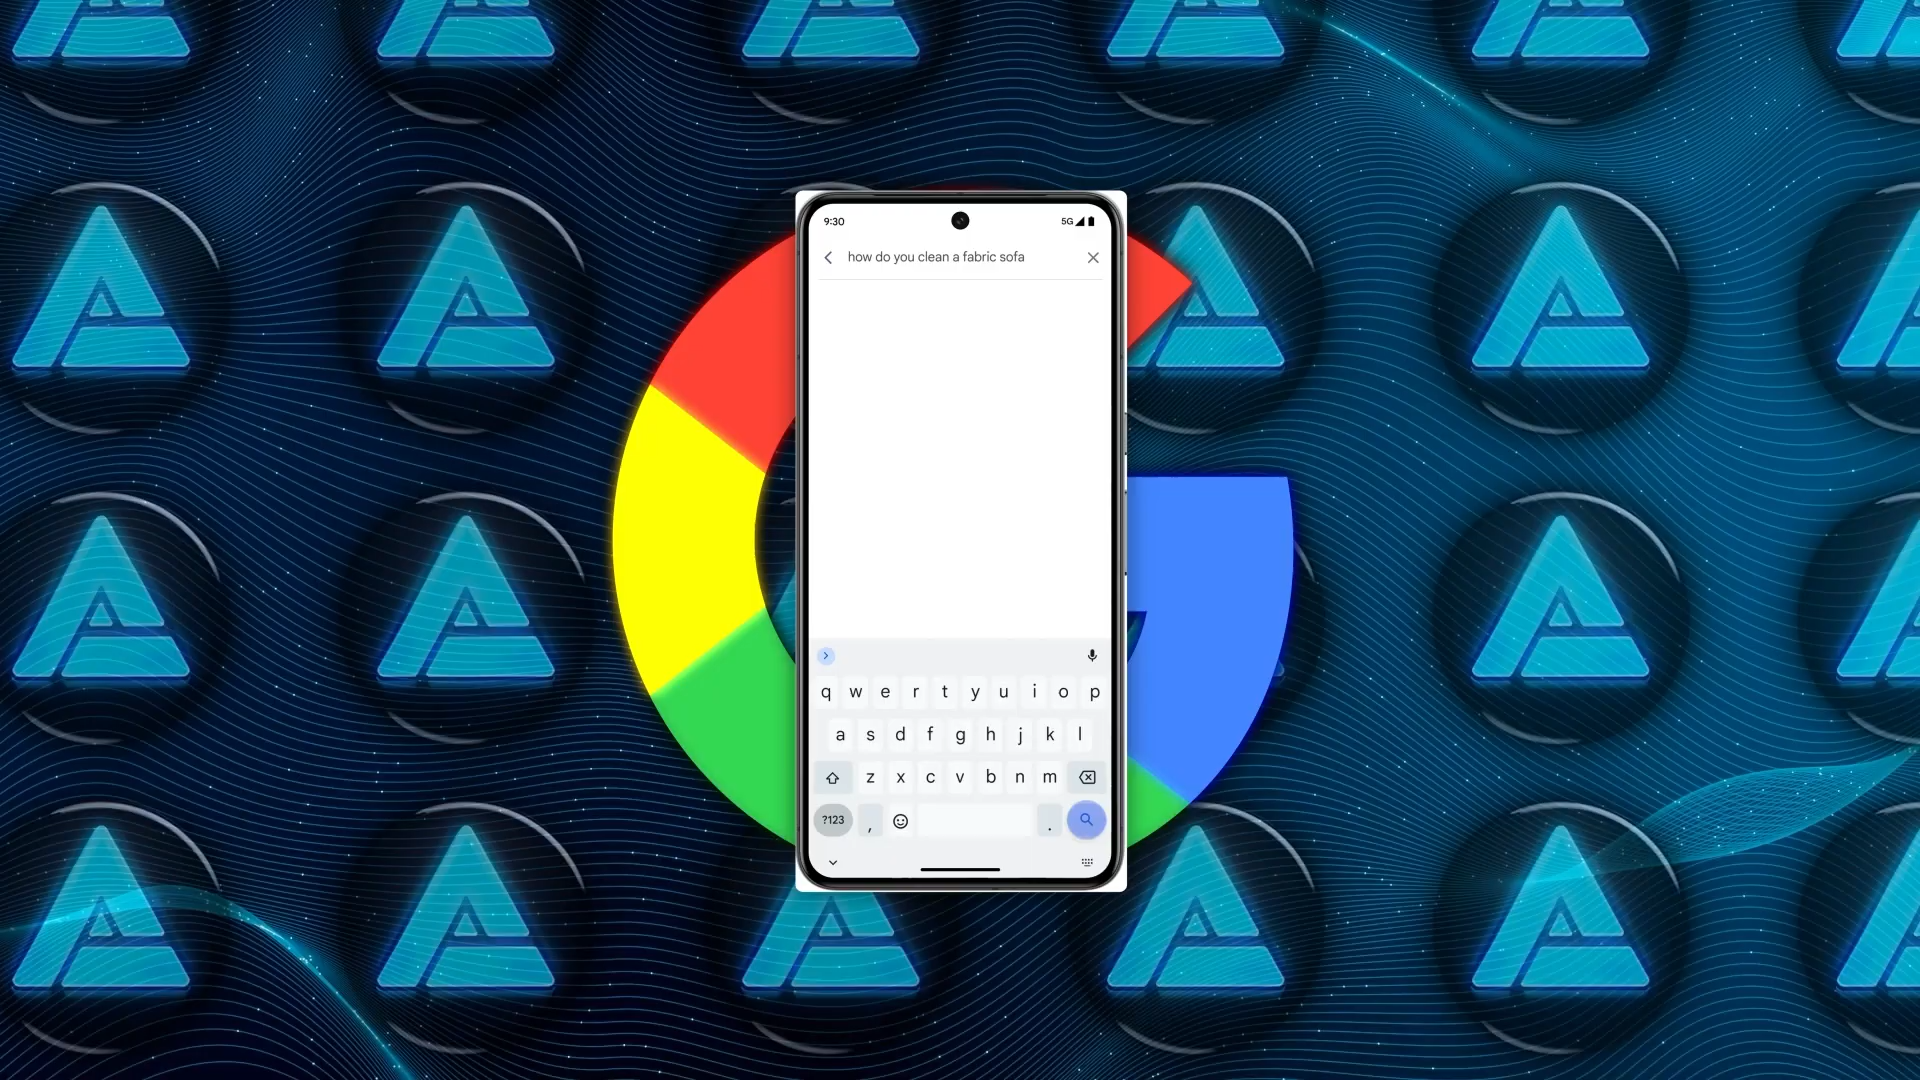 9:30
5G
how do you clean a fabric sofa
q w e r t y u i o p
a s d f g h j k l
z x c v b n m
?123 , .